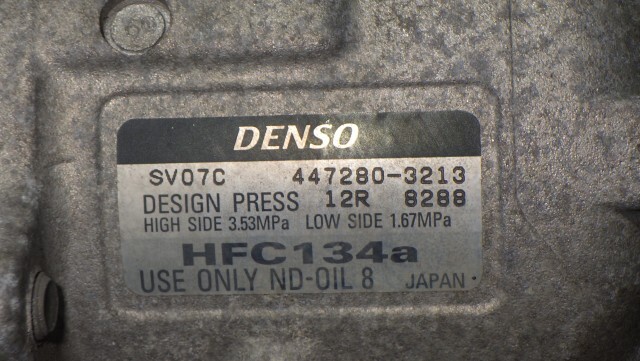 DENSO
SV07C 447280-3213
DESIGN PRESS 12R 8288
HIGH SIDE 3.53MPa LOW SIDE 1.67MPa
HFC134a
USE ONLY ND-OIL 8 JAPAN